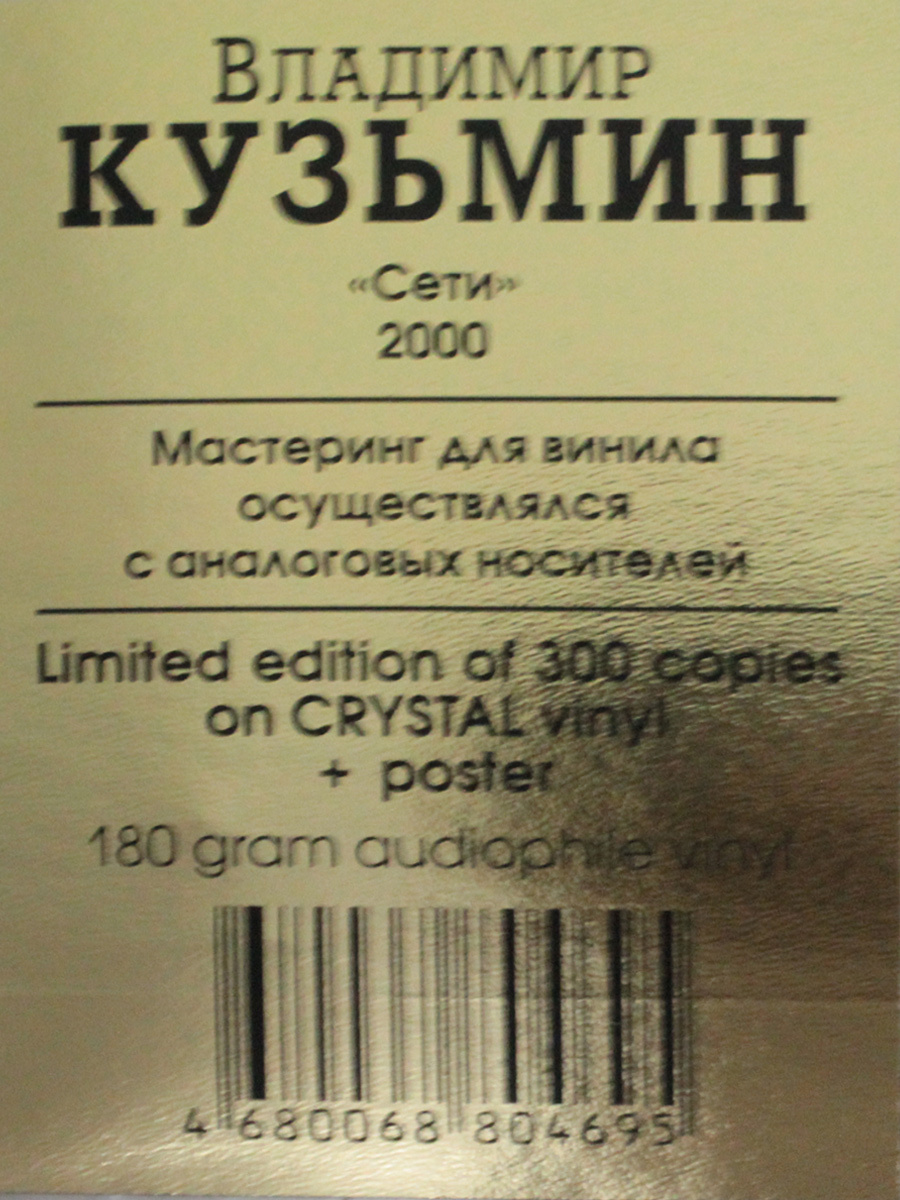 Владимир
КУЗЬМИН
«Сети»
2000
Мастеринг для винила
осуществлялся
с аналоговых носителей
Limited edition of 300 copies
on CRYSTAL vinyl
+ poster
180 gram audiophile vinyl
4 680068 804695